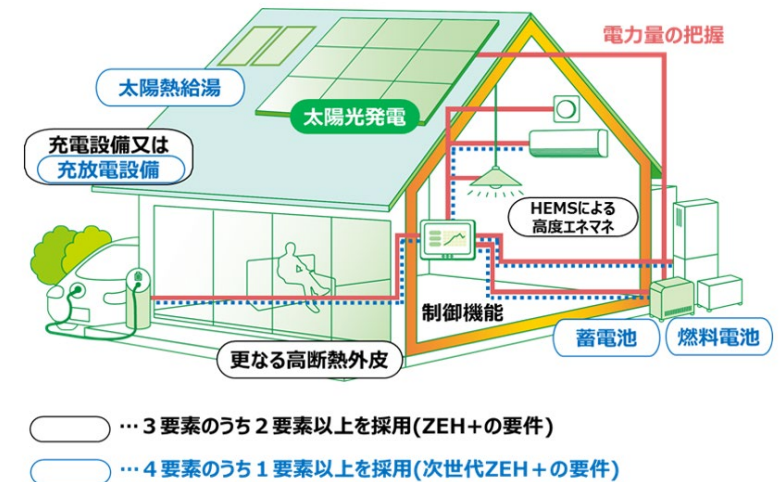 電力量の把握
太陽熱給湯
太陽光発電
充電設備又は
充放電設備
HEMSによる
高度エネマネ
制御機能
蓄電池
燃料電池
更なる高断熱外皮
…３要素のうち２要素以上を採用(ZEH+の要件)
…４要素のうち１要素以上を採用(次世代ZEH＋の要件)